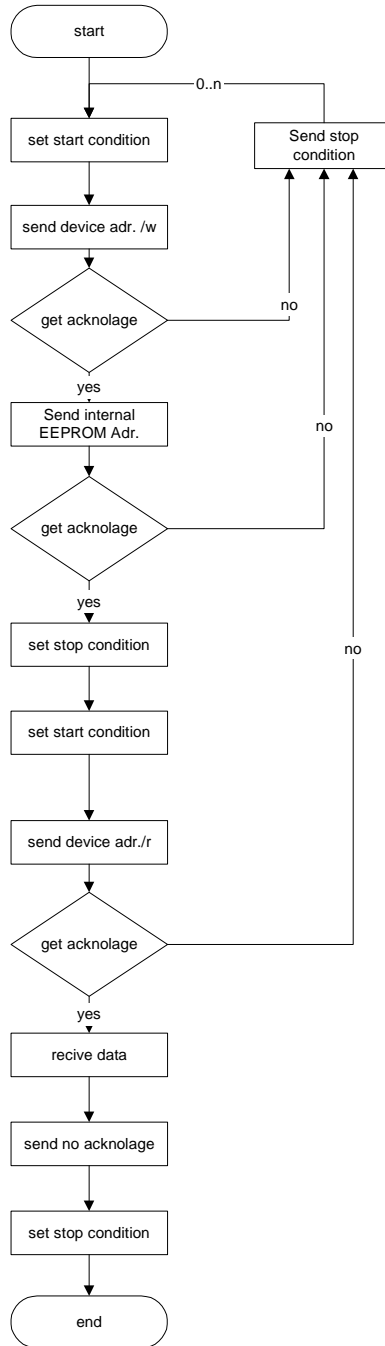 start
0..n
set start condition
Send stop
condition
send device adr. /w
get acknolage
no
yes
Send internal
EEPROM Adr.
no
get acknolage
yes
set stop condition
no
set start condition
send device adr./r
get acknolage
yes
recive data
send no acknolage
set stop condition
end